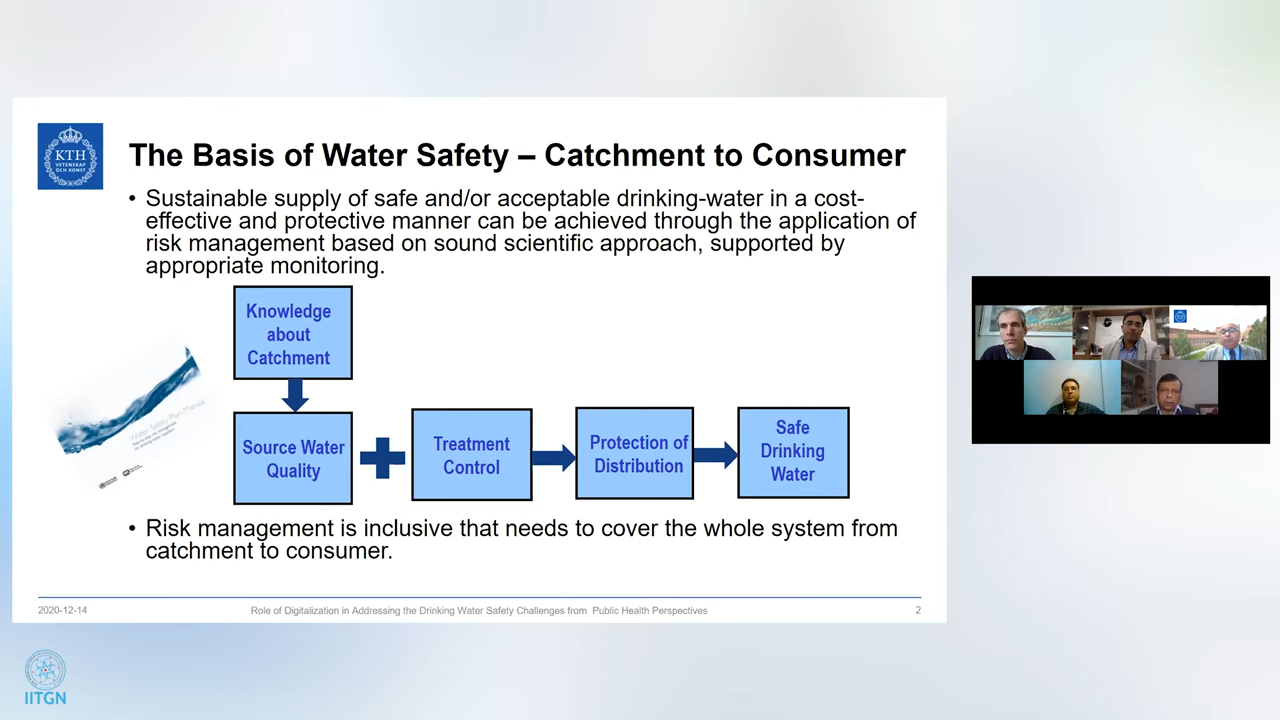 KTH
VETENSKAP
OCH KONST
The Basis of Water Safety – Catchment to Consumer
• Sustainable supply of safe and/or acceptable drinking-water in a cost-
effective and protective manner can be achieved through the application of
risk management based on sound scientific approach, supported by
appropriate monitoring.
Knowledge
about
Catchment
Water Safety Plan Manual
Source Water
Quality
Treatment
Control
Protection of
Distribution
Safe
Drinking
Water
• Risk management is inclusive that needs to cover the whole system from
catchment to consumer.
2020-12-14
Role of Digitalization in Addressing the Drinking Water Safety Challenges from Public Health Perspectives
2
IITGN